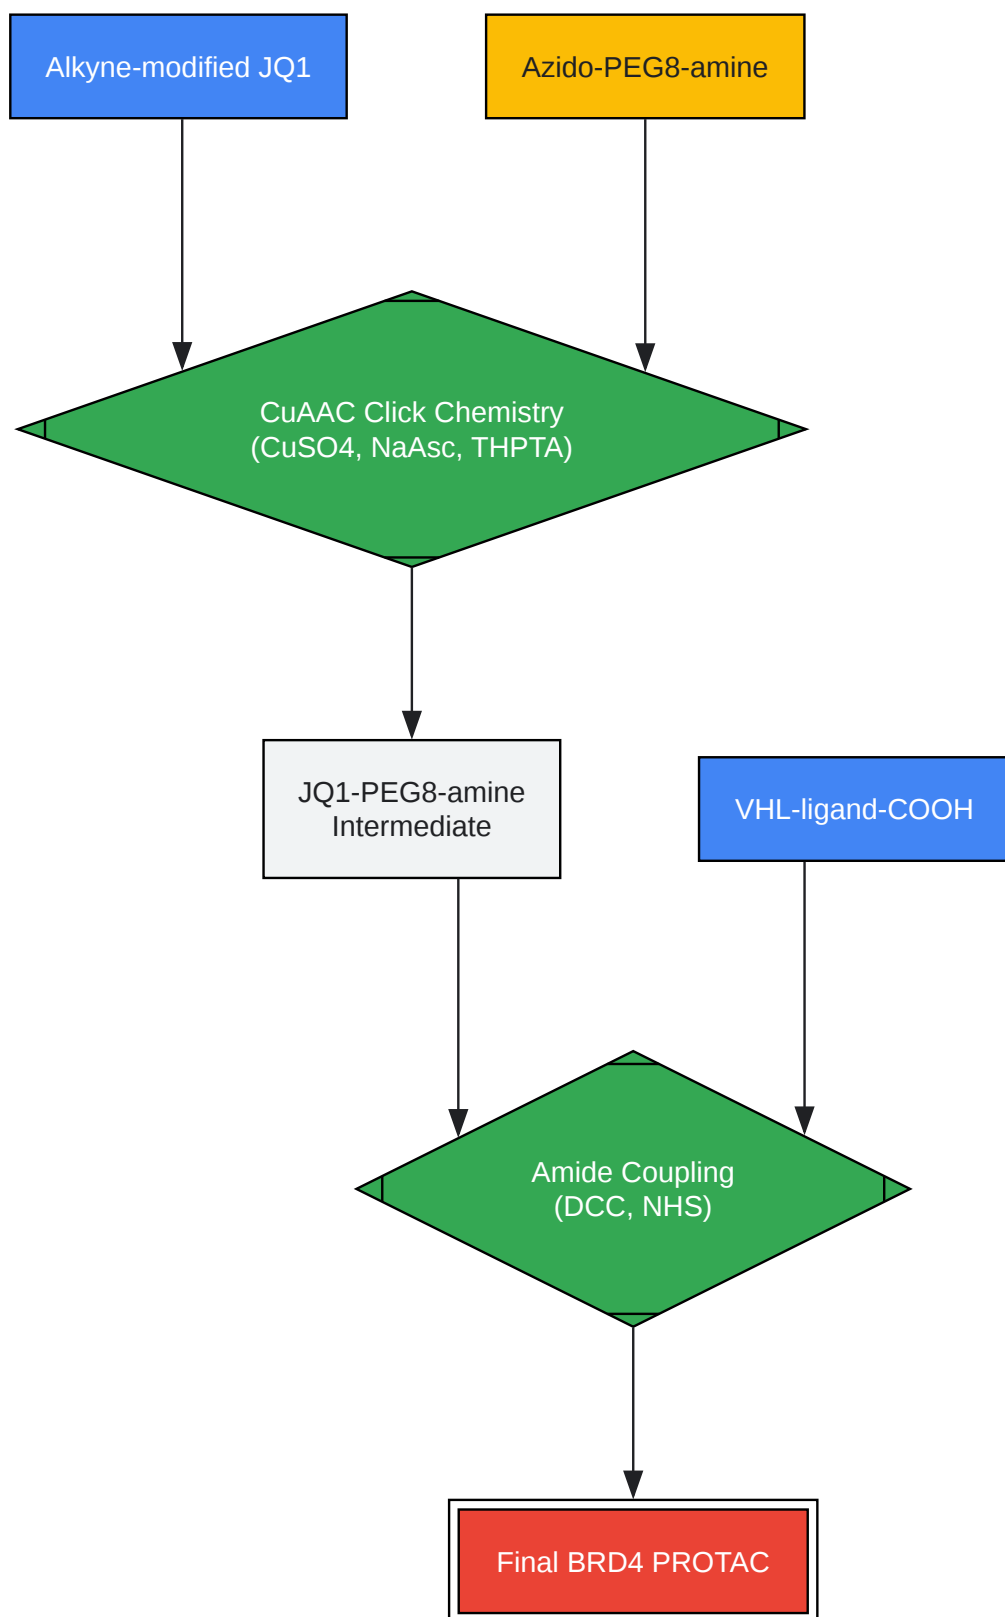 Alkyne-modified JQ1
Azido-PEG8-amine
CuAAC Click Chemistry
(CuSO4, NaAsc, THPTA)
JQ1-PEG8-amine
Intermediate
VHL-ligand-COOH
Amide Coupling
(DCC, NHS)
Final BRD4 PROTAC